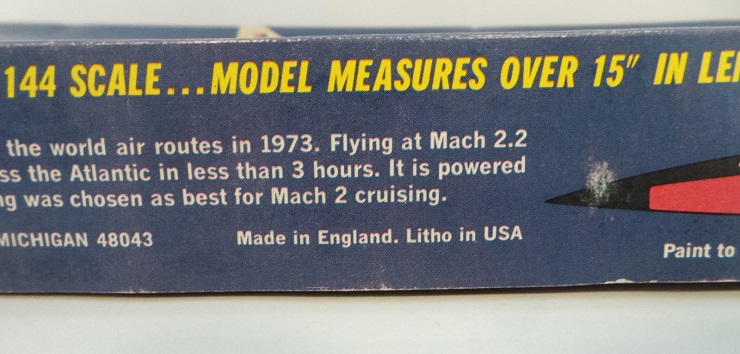 144 SCALE...MODEL MEASURES OVER 15" IN LE
the world air routes in 1973. Flying at Mach 2.2
ss the Atlantic in less than 3 hours. It is powered
ng was chosen as best for Mach 2 cruising.
MICHIGAN 48043
Made in England. Litho in USA
Paint to